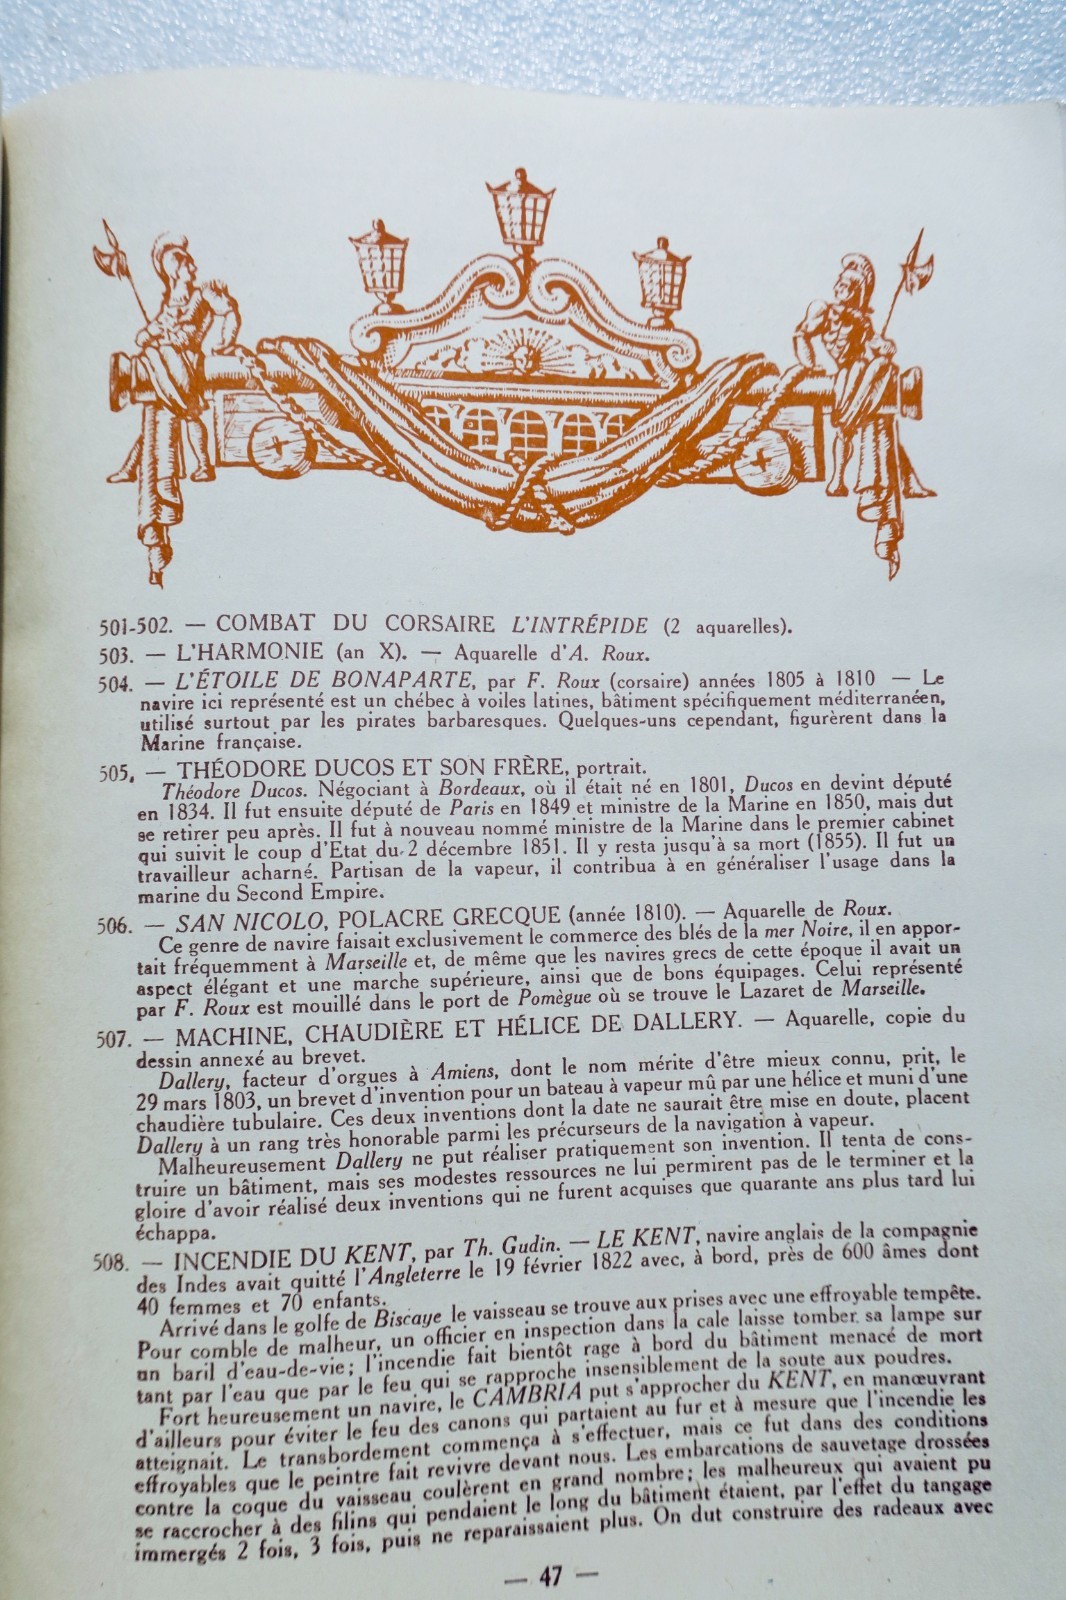 501-502. — COMBAT DU CORSAIRE L'INTRÉPIDE (2 aquarelles).
503. — L'HARMONIE (an X). — Aquarelle d'A. Roux.
504. — L'ÉTOILE DE BONAPARTE, par F. Roux (corsaire) années 1805 à 1810 — Le
navire ici représenté est un chébec à voiles latines, bâtiment spécifiquement méditerranéen,
utilisé surtout par les pirates barbaresques. Quelques-uns cependant, figurèrent dans la
Marine française.
505. — THÉODORE DUCOS ET SON FRÈRE, portrait.
Théodore Ducos. Négociant à Bordeaux, où il était né en 1801, Ducos en devint député
en 1834. Il fut ensuite député de Paris en 1849 et ministre de la Marine en 1850, mais dut
se retirer peu après. Il fut à nouveau nommé ministre de la Marine dans le premier cabinet
qui suivit le coup d'Etat du 2 décembre 1851. Il y resta jusqu'à sa mort (1855). Il fut un
travailleur acharné. Partisan de la vapeur, il contribua à en généraliser l'usage dans la
marine du Second Empire.
506. — SAN NICOLO, POLACRE GRECQUE (année 1810). — Aquarelle de Roux.
Ce genre de navire faisait exclusivement le commerce des blés de la mer Noire, il en appor-
tait fréquemment à Marseille et, de même que les navires grecs de cette époque il avait un
aspect élégant et une marche supérieure, ainsi que de bons équipages. Celui représenté
par F. Roux est mouillé dans le port de Pomègue où se trouve le Lazaret de Marseille.
507. — MACHINE, CHAUDIÈRE ET HÉLICE DE DALLERY. — Aquarelle, copie du
dessin annexé au brevet.
Dallery, facteur d'orgues à Amiens, dont le nom mérite d'être mieux connu, prit, le
29 mars 1803, un brevet d'invention pour un bateau à vapeur mû par une hélice et muni d'une
chaudière tubulaire. Ces deux inventions dont la date ne saurait être mise en doute, placent
Dallery à un rang très honorable parmi les précurseurs de la navigation à vapeur.
Malheureusement Dallery ne put réaliser pratiquement son invention. Il tenta de cons-
truire un bâtiment, mais ses modestes ressources ne lui permirent pas de le terminer et la
gloire d'avoir réalisé deux inventions qui ne furent acquises que quarante ans plus tard lui
échappa.
508. — INCENDIE DU KENT, par Th. Gudin. — LE KENT, navire anglais de la compagnie
des Indes avait quitté l'Angleterre le 19 février 1822 avec, à bord, près de 600 âmes dont
40 femmes et 70 enfants.
Arrivé dans le golfe de Biscaye le vaisseau se trouve aux prises avec une effroyable tempête.
Pour comble de malheur, un officier en inspection dans la cale laisse tomber sa lampe sur
un baril d'eau-de-vie; l'incendie fait bientôt rage à bord du bâtiment menacé de mort
tant par l'eau que par le feu qui se rapproche insensiblement de la soute aux poudres.
Fort heureusement un navire, le CAMBRIA put s'approcher du KENT, en manœuvrant
d'ailleurs pour éviter le feu des canons qui partaient au fur et à mesure que l'incendie les
atteignait. Le transbordement commença à s'effectuer, mais ce fut dans des conditions
effroyables que le peintre fait revivre devant nous. Les embarcations de sauvetage drossées
contre la coque du vaisseau coulèrent en grand nombre; les malheureux qui avaient pu
se raccrocher à des filins qui pendaient le long du bâtiment étaient, par l'effet du tangage
immergés 2 fois, 3 fois, puis ne reparaissaient plus. On dut construire des radeaux avec
— 47 —